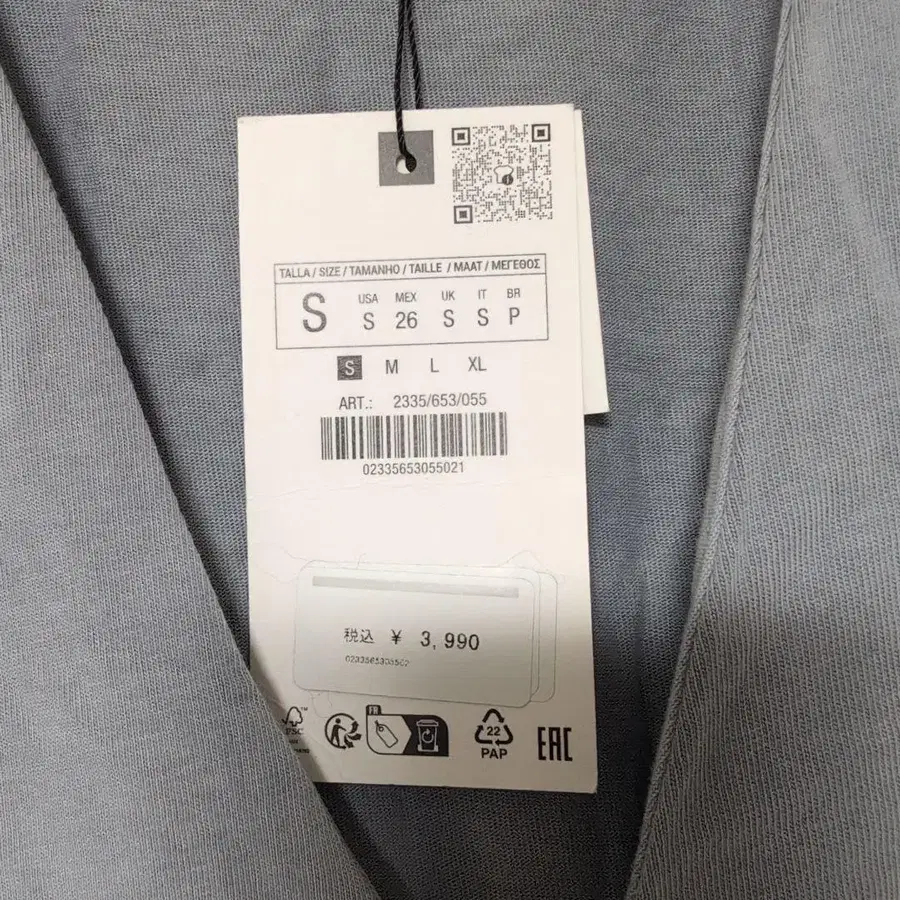 TALLA / SIZE / TAMANHO / TAILLE / MAAT / ΜΕΓΕΘΟΣ
S
USA MEX UK IT BR
S 26 S S P
S M L XL
ART.: 2335/653/055
02335653055021
税込 ¥ 3,990
FR
22
PAP
EAC